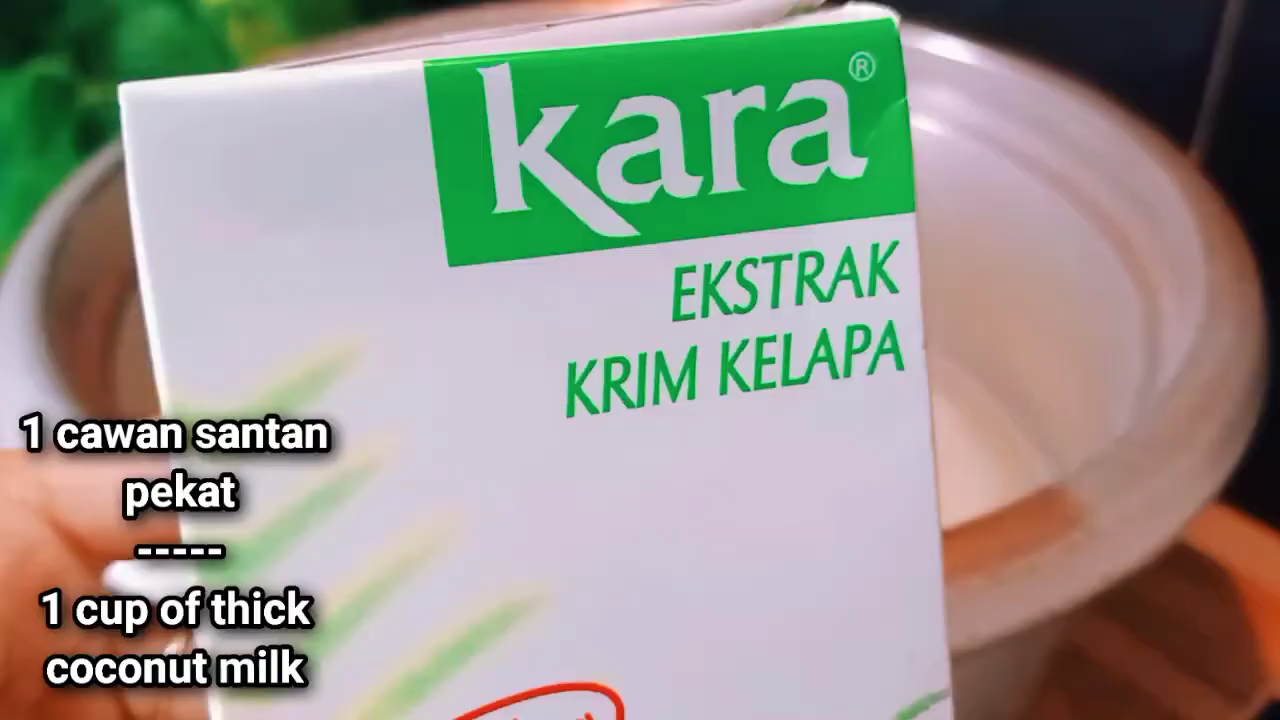 kara®
EKSTRAK
KRIM KELAPA
1 cawan santan
pekat
-----
1 cup of thick
coconut milk